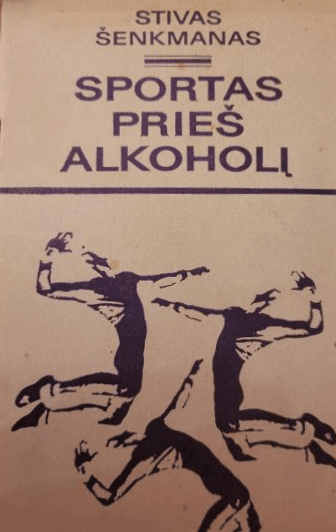 STIVAS
ŠENKMANAS
SPORTAS
PRIEŠ
ALKOHOLĮ